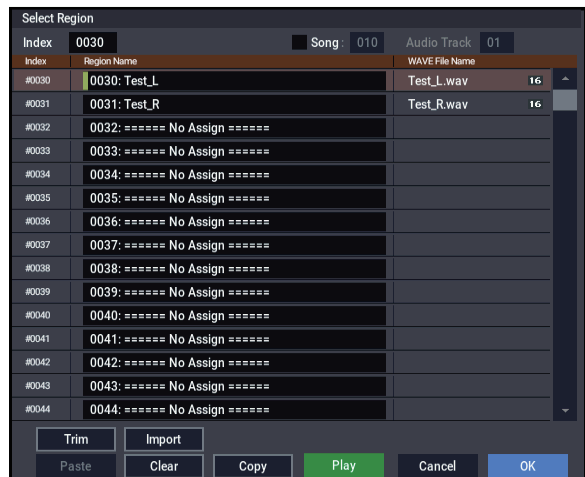 Select Region
Index 0030 Song: 010 Audio Track 01
Index Region Name WAVE File Name
#0030 0030: Test_L Test_L.wav 16
#0031 0031: Test_R Test_R.wav 16
#0032 0032: ====== No Assign ======
#0033 0033: ====== No Assign ======
#0034 0034: ====== No Assign ======
#0035 0035: ====== No Assign ======
#0036 0036: ====== No Assign ======
#0037 0037: ====== No Assign ======
#0038 0038: ====== No Assign ======
#0039 0039: ====== No Assign ======
#0040 0040: ====== No Assign ======
#0041 0041: ====== No Assign ======
#0042 0042: ====== No Assign ======
#0043 0043: ====== No Assign ======
#0044 0044: ====== No Assign ======
Trim Import
Paste Clear Copy Play Cancel OK